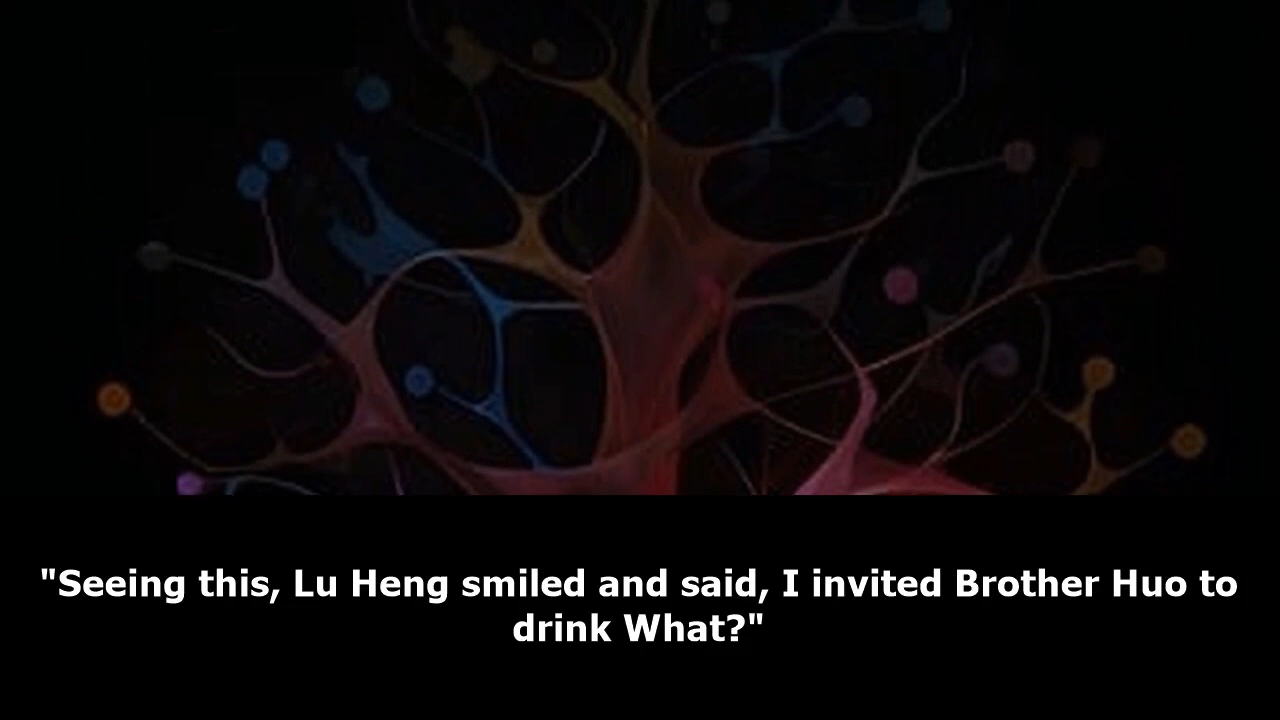 "Seeing this, Lu Heng smiled and said, I invited Brother Huo to
drink What?"